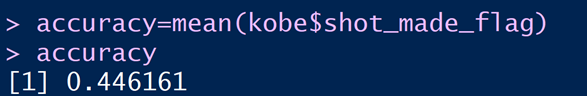 > accuracy=mean(kobe$shot_made_flag)
> accuracy
[1] 0.446161